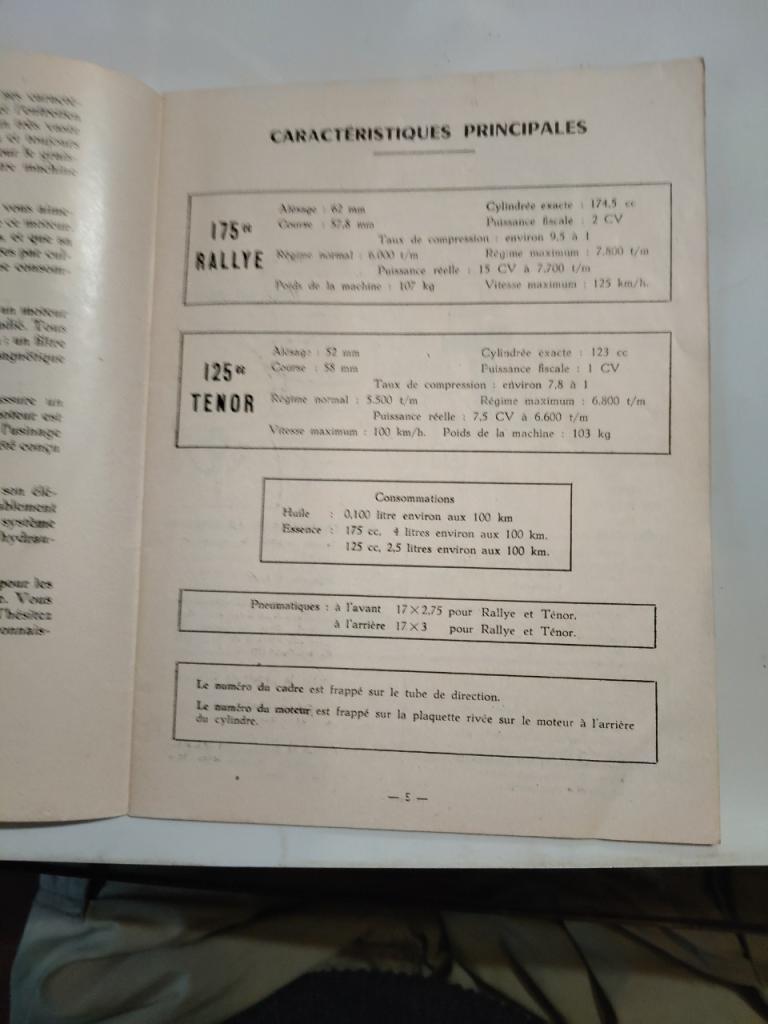 CARACTÉRISTIQUES PRINCIPALES
175cc
RALLYE
Alésage : 62 mm Cylindrée exacte : 174,5 cc
Course : 57,8 mm Puissance fiscale : 2 CV
Taux de compression : environ 9,5 à 1
Régime normal : 6.000 t/m Régime maximum : 7.800 t/m
Puissance réelle : 15 CV à 7.700 t/m
Poids de la machine : 107 kg Vitesse maximum : 125 km/h.
125cc
TENOR
Alésage : 52 mm Cylindrée exacte : 123 cc
Course : 58 mm Puissance fiscale : 1 CV
Taux de compression : environ 7,8 à 1
Régime normal : 5.500 t/m Régime maximum : 6.800 t/m
Puissance réelle : 7,5 CV à 6.600 t/m
Vitesse maximum : 100 km/h. Poids de la machine : 103 kg
Consommations
Huile : 0,100 litre environ aux 100 km
Essence : 175 cc, 4 litres environ aux 100 km.
125 cc, 2,5 litres environ aux 100 km.
Pneumatiques : à l'avant 17×2,75 pour Rallye et Ténor.
à l'arrière 17×3 pour Rallye et Ténor.
Le numéro du cadre est frappé sur le tube de direction.
Le numéro du moteur est frappé sur la plaquette rivée sur le moteur à l'arrière
du cylindre.
— 5 —